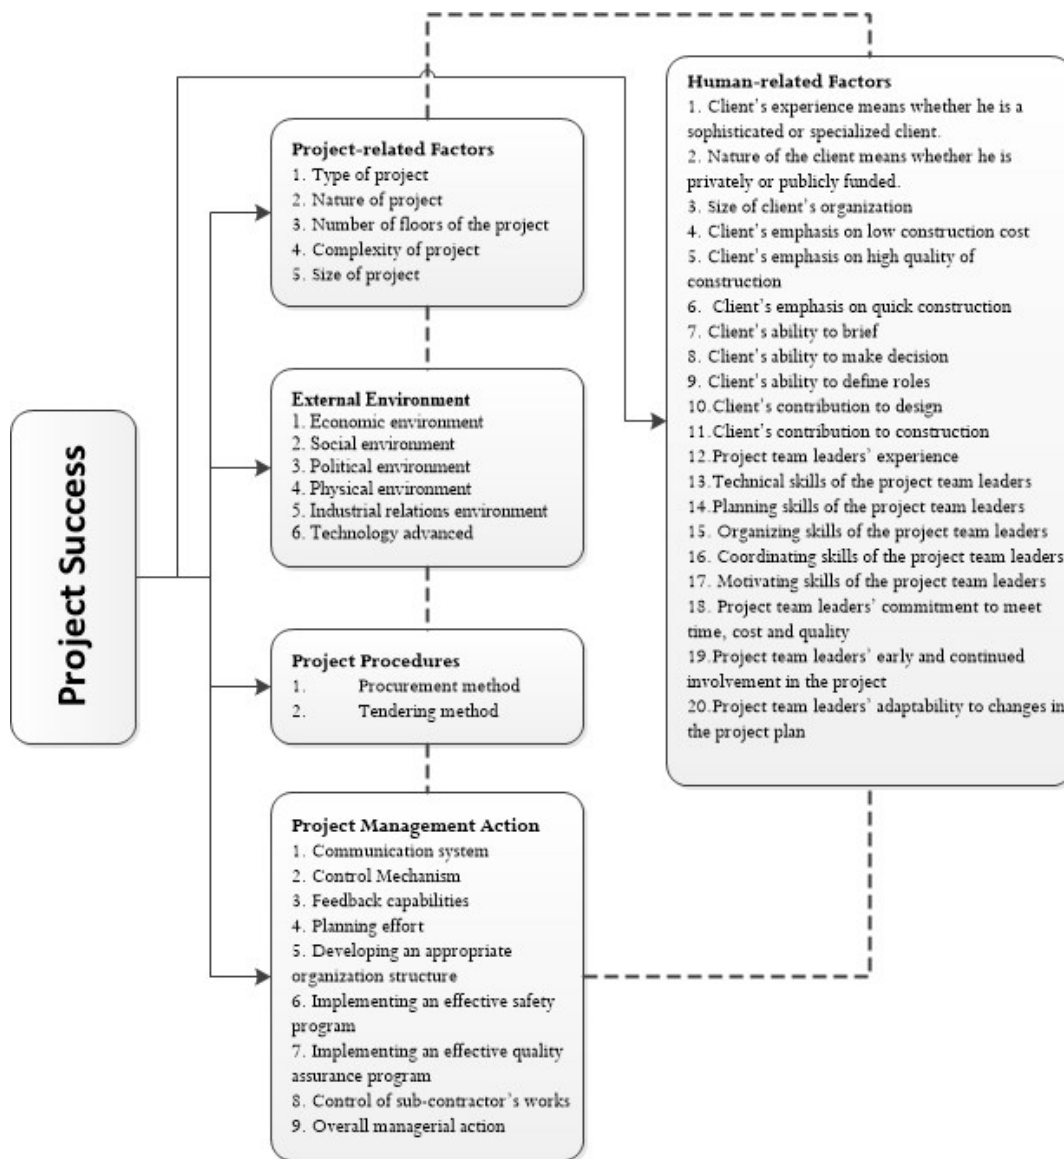 Project Success
Project-related Factors
1. Type of project
2. Nature of project
3. Number of floors of the project
4. Complexity of project
5. Size of project
External Environment
1. Economic environment
2. Social environment
3. Political environment
4. Physical environment
5. Industrial relations environment
6. Technology advanced
Project Procedures
1. Procurement method
2. Tendering method
Project Management Action
1. Communication system
2. Control Mechanism
3. Feedback capabilities
4. Planning effort
5. Developing an appropriate
organization structure
6. Implementing an effective safety
program
7. Implementing an effective quality
assurance program
8. Control of sub-contractor's works
9. Overall managerial action
Human-related Factors
1. Client's experience means whether he is a
sophisticated or specialized client.
2. Nature of the client means whether he is
privately or publicly funded.
3. Size of client's organization
4. Client's emphasis on low construction cost
5. Client's emphasis on high quality of
construction
6. Client's emphasis on quick construction
7. Client's ability to brief
8. Client's ability to make decision
9. Client's ability to define roles
10.Client's contribution to design
11.Client's contribution to construction
12.Project team leaders' experience
13.Technical skills of the project team leaders
14.Planning skills of the project team leaders
15. Organizing skills of the project team leaders
16. Coordinating skills of the project team leaders
17. Motivating skills of the project team leaders
18. Project team leaders' commitment to meet
time, cost and quality
19.Project team leaders' early and continued
involvement in the project
20.Project team leaders' adaptability to changes in
the project plan